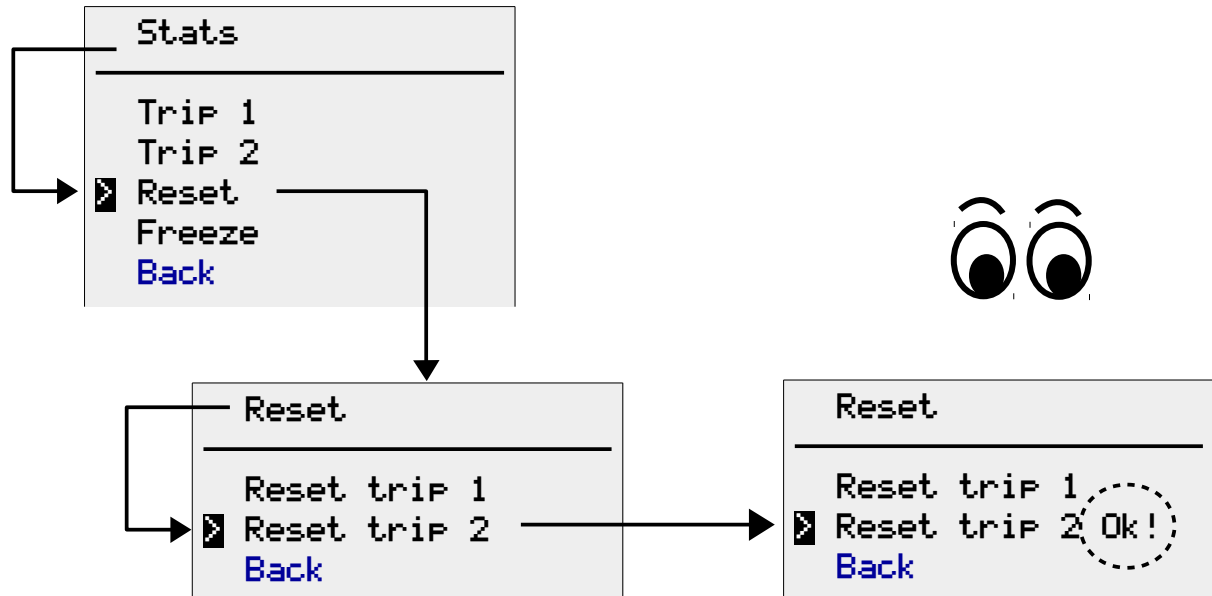 Stats
Trip 1
Trip 2
> Reset
Freeze
Back
Reset
Reset trip 1
> Reset trip 2
Back
Reset
Reset trip 1
> Reset trip 2 Ok!
Back